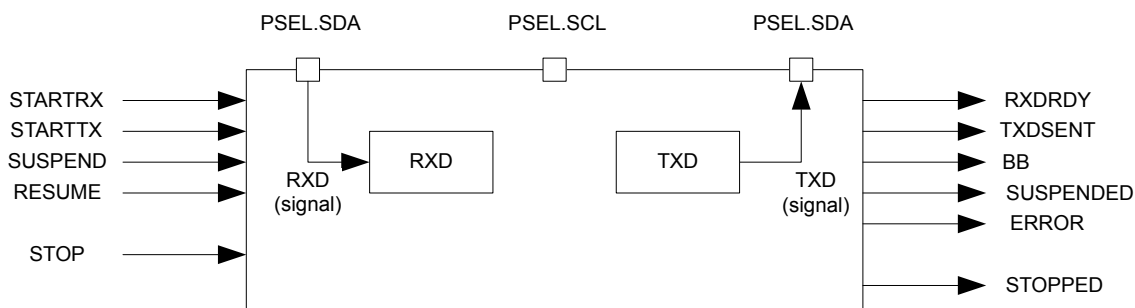 PSEL.SDA
PSEL.SCL
PSEL.SDA
STARTRX
STARTTX
SUSPEND
RESUME
STOP
RXD
(signal)
RXD
TXD
TXD
(signal)
RXDRDY
TXDSENT
BB
SUSPENDED
ERROR
STOPPED